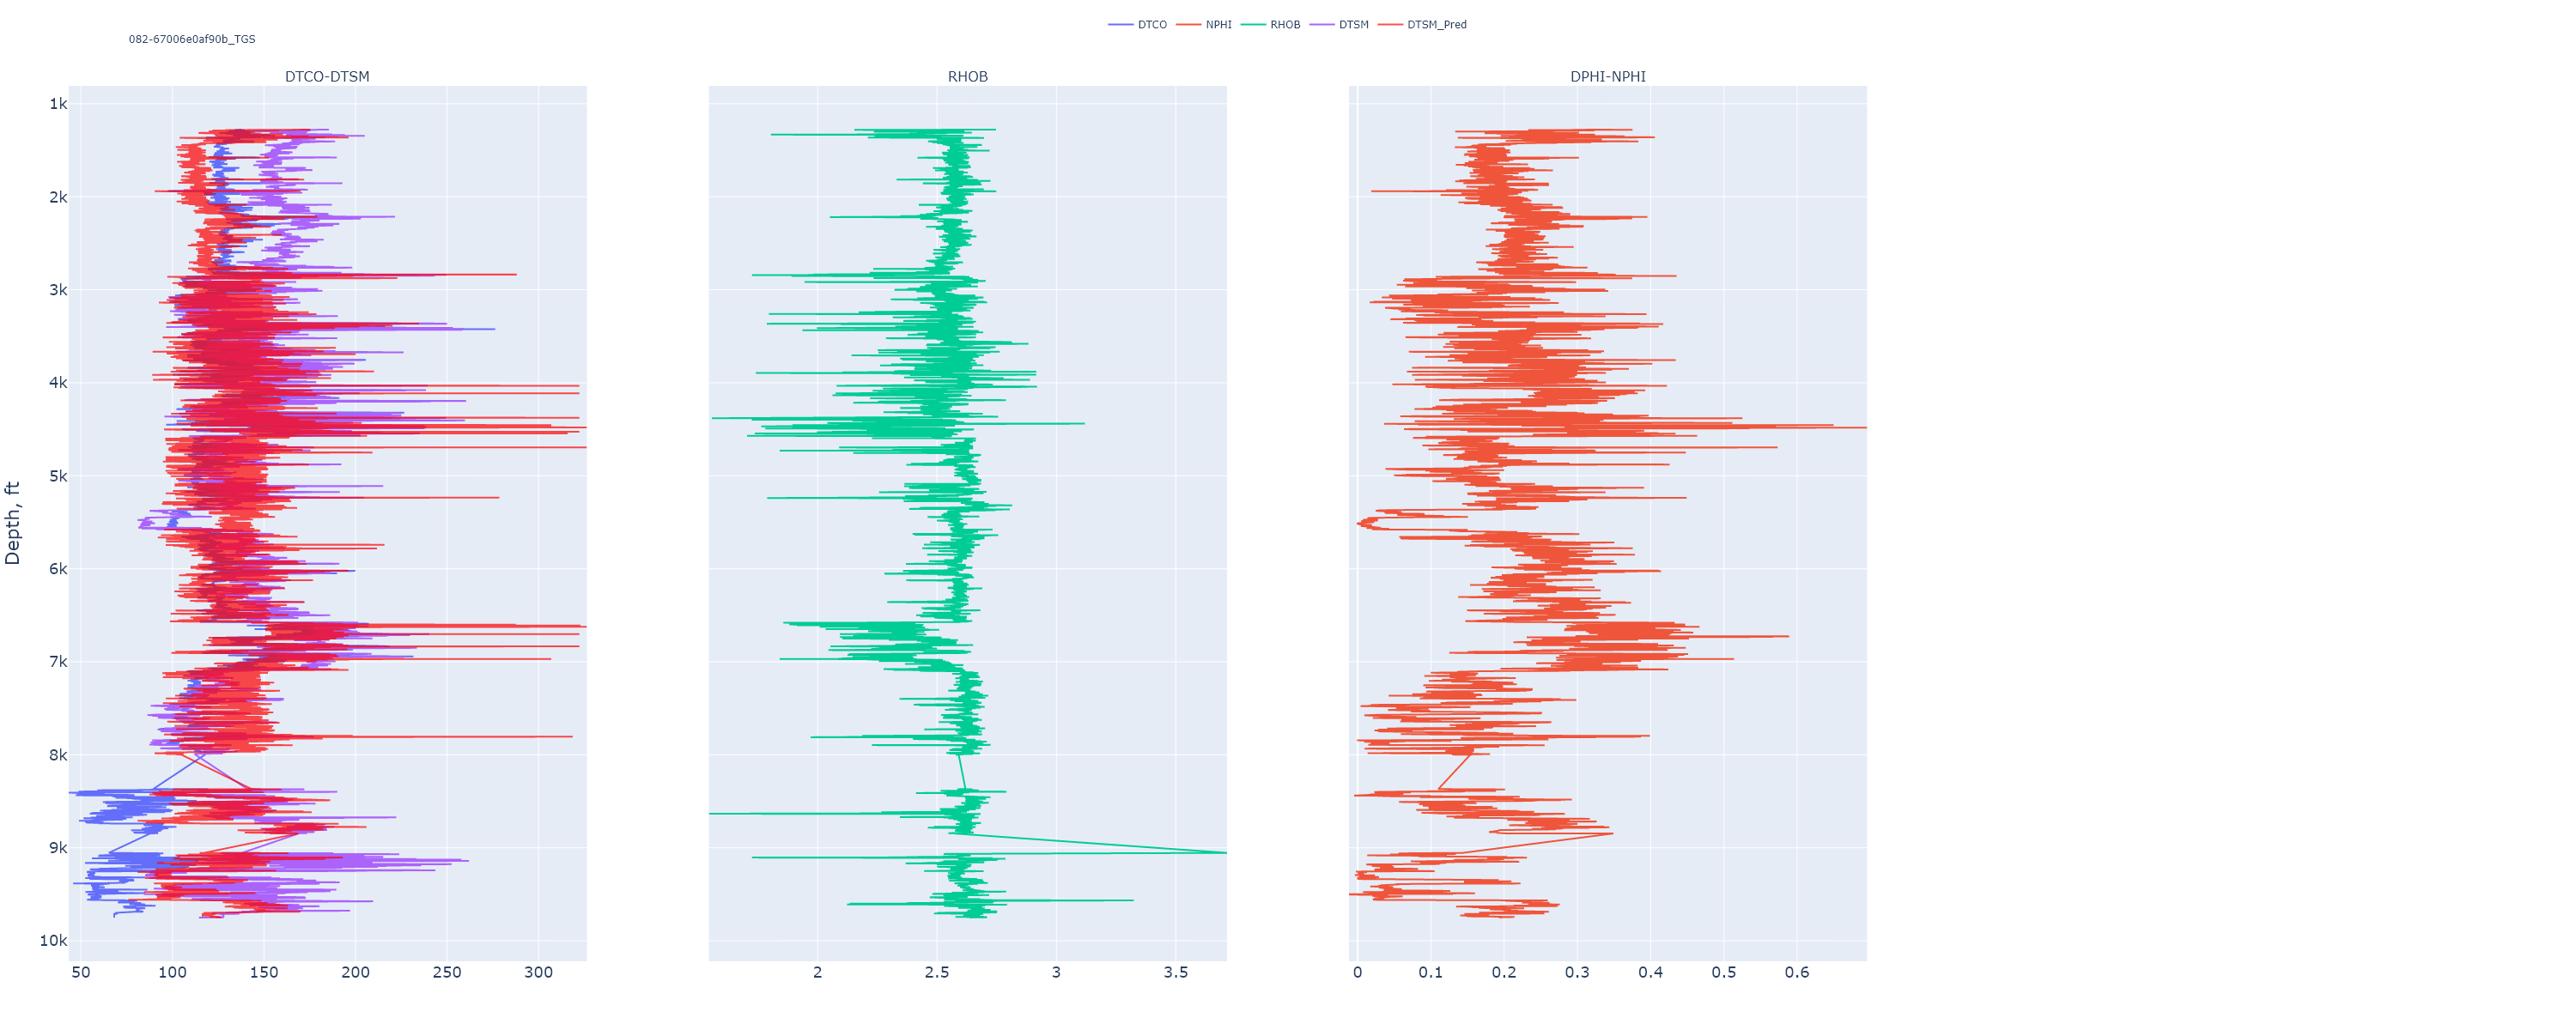 DTCO NPHI RHOB DTSM DTSM_Pred
082-67006e0af90b_TGS
DTCO-DTSM RHOB DPHI-NPHI
1k
2k
3k
4k
5k
6k
7k
8k
9k
10k
Depth, ft
50 100 150 200 250 300 2 2.5 3 3.5 0 0.1 0.2 0.3 0.4 0.5 0.6